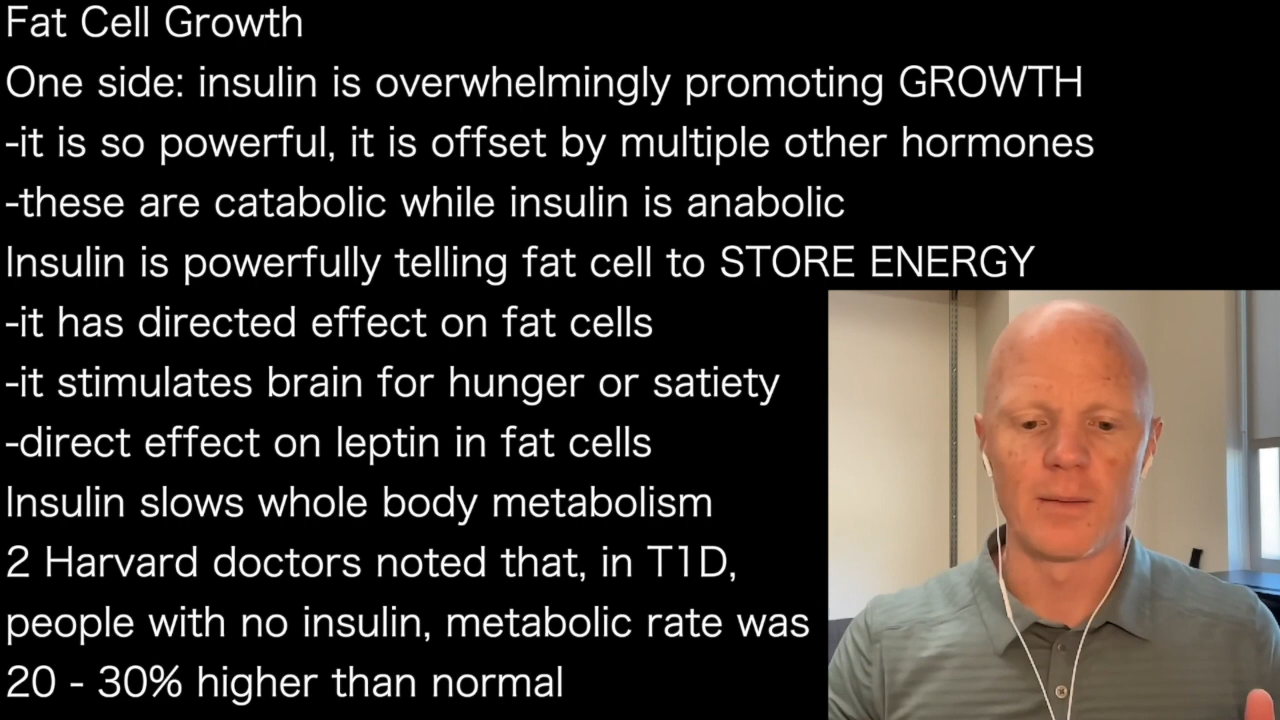 Fat Cell Growth
One side: insulin is overwhelmingly promoting GROWTH
-it is so powerful, it is offset by multiple other hormones
-these are catabolic while insulin is anabolic
Insulin is powerfully telling fat cell to STORE ENERGY
-it has directed effect on fat cells
-it stimulates brain for hunger or satiety
-direct effect on leptin in fat cells
Insulin slows whole body metabolism
2 Harvard doctors noted that, in T1D,
people with no insulin, metabolic rate was
20 - 30% higher than normal